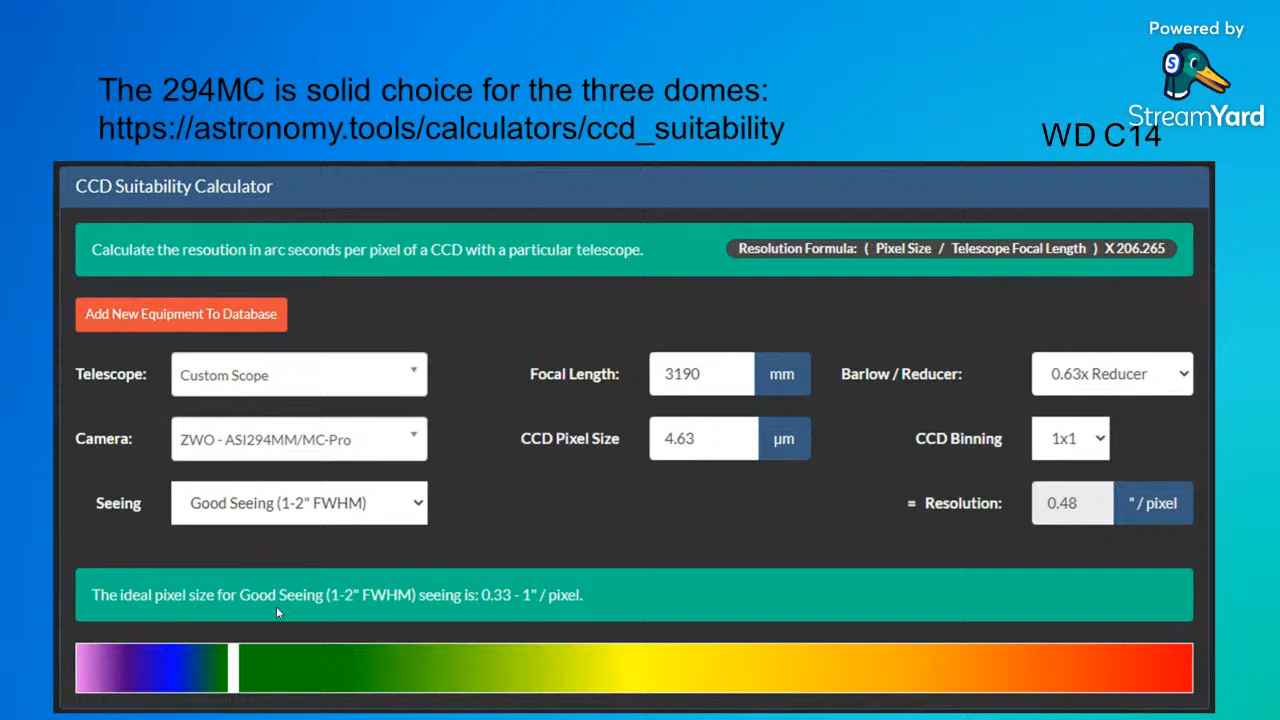 Powered by
StreamYard
The 294MC is solid choice for the three domes:
https://astronomy.tools/calculators/ccd_suitability
WD C14
CCD Suitability Calculator
Calculate the resoution in arc seconds per pixel of a CCD with a particular telescope.
Resolution Formula: ( Pixel Size / Telescope Focal Length ) X 206.265
Add New Equipment To Database
Telescope: Custom Scope Focal Length: 3190 mm Barlow / Reducer: 0.63x Reducer
Camera: ZWO - ASI294MM/MC-Pro CCD Pixel Size 4.63 µm CCD Binning 1x1
Seeing Good Seeing (1-2" FWHM) = Resolution: 0.48 "/ pixel
The ideal pixel size for Good Seeing (1-2" FWHM) seeing is: 0.33 - 1" / pixel.